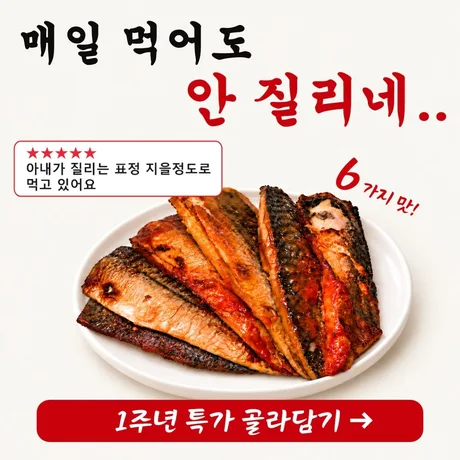 매일 먹어도
안 질리네..
★★★★★
아내가 질리는 표정 지을정도로
먹고 있어요
6가지 맛!
1주년 특가 골라담기 →